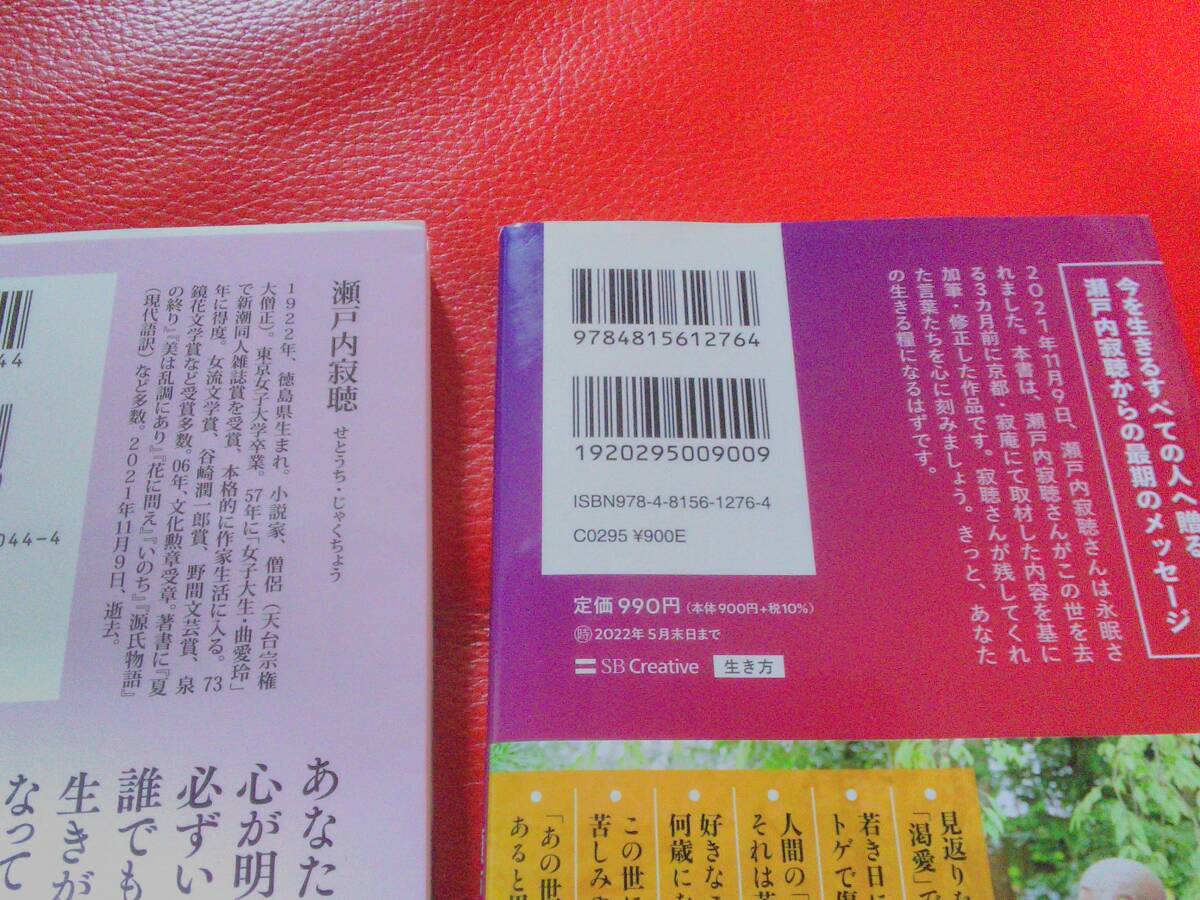 44
044-4
瀬戸内寂聴 せとうち・じゃくちょう
1922年、徳島県生まれ。小説家、僧侶（天台宗権
大僧正）。東京女子大学卒業。57年に「女子大生・曲愛玲」
で新潮同人雑誌賞を受賞、本格的に作家生活に入る。73
年に得度。女流文学賞、谷崎潤一郎賞、野間文芸賞、泉
鏡花文学賞など受賞多数。06年、文化勲章受章。著書に『夏
の終り』『美は乱調にあり』『花に問え』『いのち』『源氏物語』
（現代語訳）など多数。2021年11月9日、逝去。
あなた
心が明
必ずい
誰でも
生きが
なって
今を生きるすべての人へ贈る
瀬戸内寂聴からの最期のメッセージ
2021年11月9日、瀬戸内寂聴さんは永眠さ
れました。本書は、瀬戸内寂聴さんがこの世を去
る3カ月前に京都・寂庵にて取材した内容を基に
加筆・修正した作品です。寂聴さんが残してくれ
た言葉たちを心に刻みましょう。きっと、あなた
の生きる糧になるはずです。
9784815612764
1920295009009
ISBN978-4-8156-1276-4
C0295 ¥900E
定価 990円（本体900円+税10%）
時 2022年5月末日まで
SB Creative 生き方
見返りな
「渇愛」で
若き日に
トゲで傷
人間の「
それは苦
好きなこ
何歳にな
この世に
苦しみや
「あの世
あると思